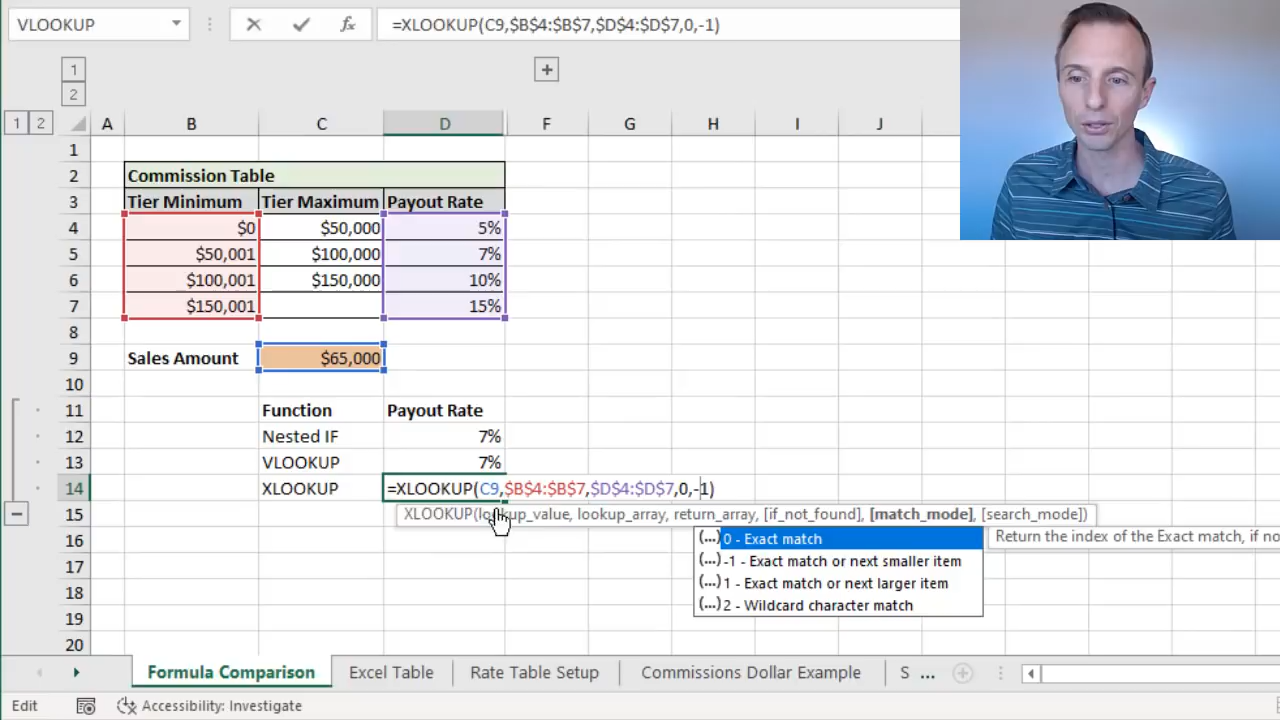 VLOOKUP fx =XLOOKUP(C9,$B$4:$B$7,$D$4:$D$7,0,-1)
1
2
1 2 A B C D F G H I J
1
2 Commission Table
3 Tier Minimum Tier Maximum Payout Rate
4 $0 $50,000 5%
5 $50,001 $100,000 7%
6 $100,001 $150,000 10%
7 $150,001 15%
8
9 Sales Amount $65,000
10
11 Function Payout Rate
12 Nested IF 7%
13 VLOOKUP 7%
14 XLOOKUP =XLOOKUP(C9,$B$4:$B$7,$D$4:$D$7,0,-1)
15 XLOOKUP(lookup_value, lookup_array, return_array, [if_not_found], [match_mode], [search_mode])
16 (...) 0 - Exact match Return the index of the Exact match, if no
(...) -1 - Exact match or next smaller item
17 (...) 1 - Exact match or next larger item
18 (...) 2 - Wildcard character match
19
20
Formula Comparison Excel Table Rate Table Setup Commissions Dollar Example S ...
Edit Accessibility: Investigate